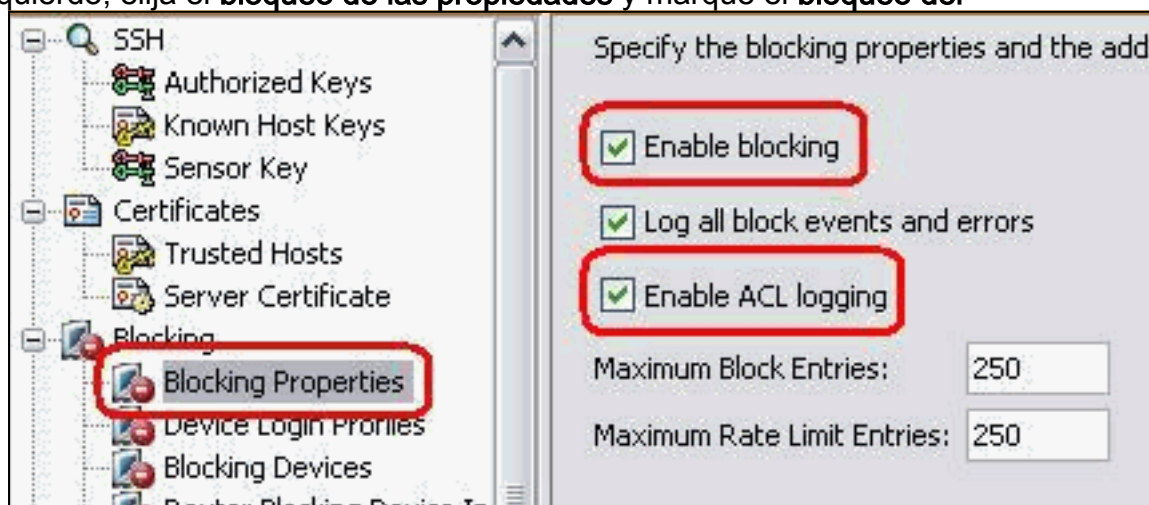 elija el bloqueo de las propiedades y marque el bloqueo del
SSH
Authorized Keys
Known Host Keys
Sensor Key
Certificates
Trusted Hosts
Server Certificate
Blocking
Blocking Properties
Device Login Profiles
Blocking Devices
Specify the blocking properties and the add
Enable blocking
Log all block events and errors
Enable ACL logging
Maximum Block Entries: 250
Maximum Rate Limit Entries: 250